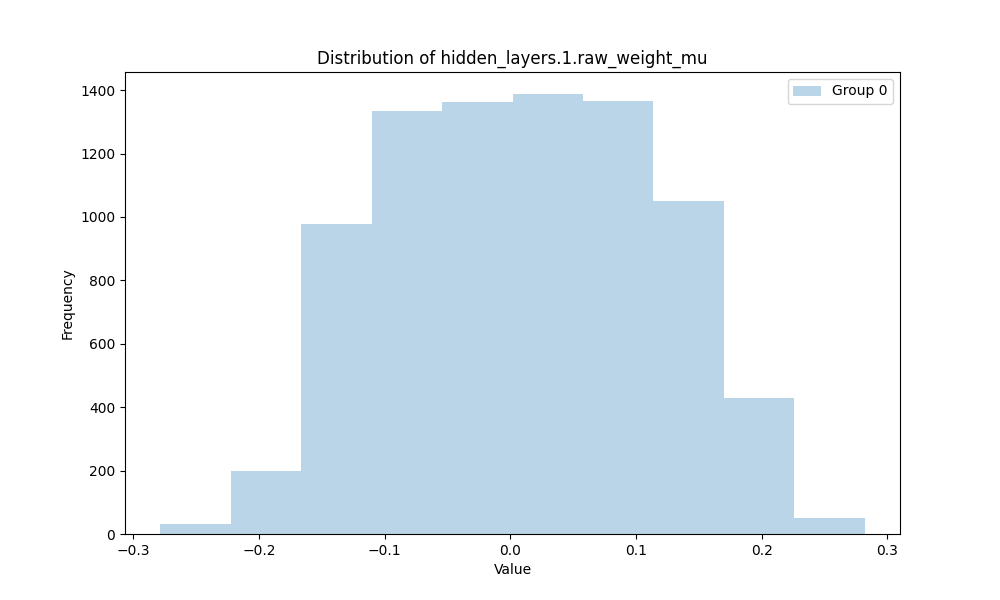 Distribution of hidden_layers.1.raw_weight_mu
Group 0
1400
1200
1000
800
600
400
200
0
Frequency
−0.3 −0.2 −0.1 0.0 0.1 0.2 0.3
Value